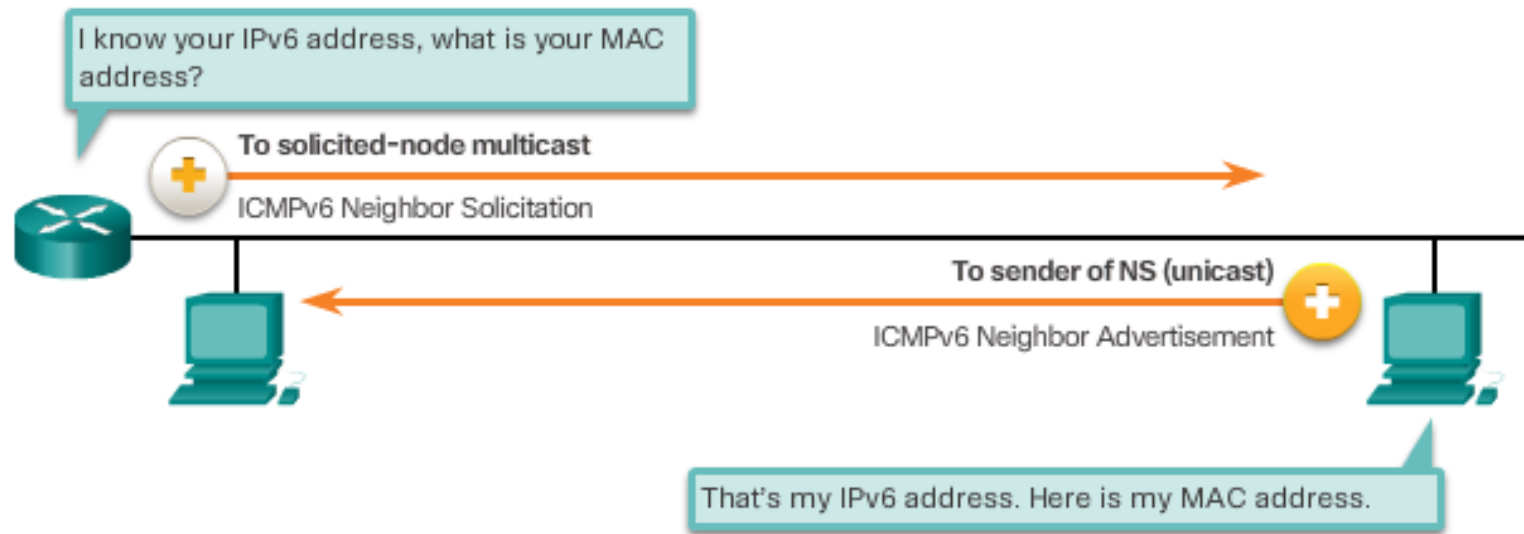 I know your IPv6 address, what is your MAC
address?
To solicited-node multicast
ICMPv6 Neighbor Solicitation
To sender of NS (unicast)
ICMPv6 Neighbor Advertisement
That's my IPv6 address. Here is my MAC address.